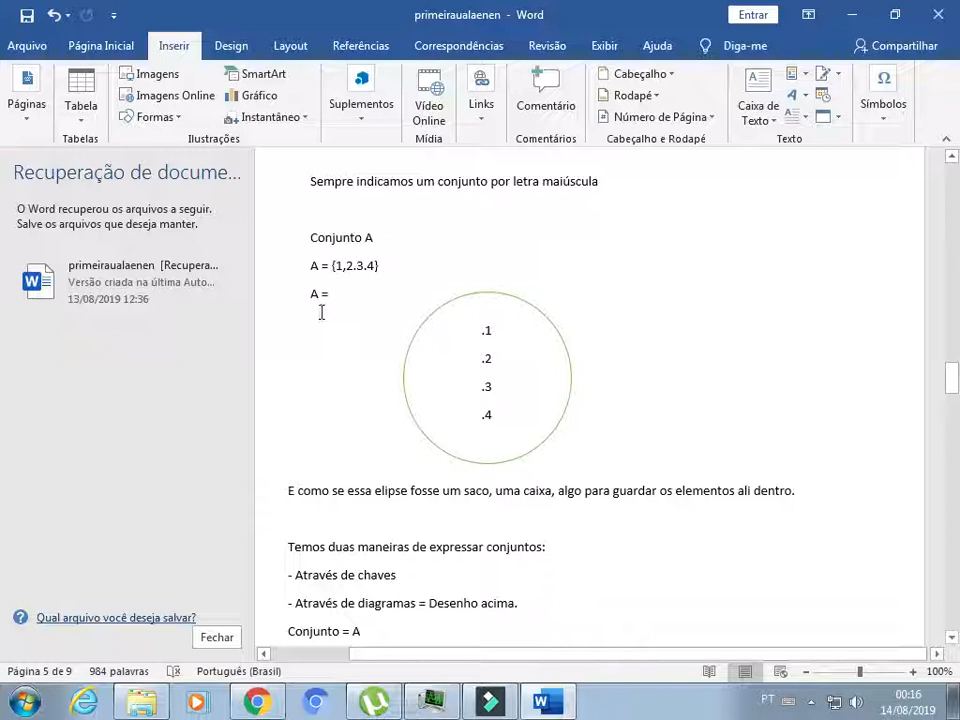 primeiraualaenen - Word
Entrar
Arquivo
Página Inicial
Inserir
Design
Layout
Referências
Correspondências
Revisão
Exibir
Ajuda
Diga-me
Compartilhar
Páginas
Tabela
Tabelas
Imagens
Imagens Online
Formas
SmartArt
Gráfico
Instantâneo
Ilustrações
Suplementos
Vídeo Online
Mídia
Links
Comentário
Comentários
Cabeçalho
Rodapé
Número de Página
Cabeçalho e Rodapé
Caixa de Texto
Texto
Símbolos
Recuperação de docume...
O Word recuperou os arquivos a seguir.
Salve os arquivos que deseja manter.
primeiraualaenen [Recupera...
Versão criada na última Auto...
13/08/2019 12:36
Qual arquivo você deseja salvar?
Fechar
Sempre indicamos um conjunto por letra maiúscula
Conjunto A
A = {1,2.3.4}
A =
.1
.2
.3
.4
E como se essa elipse fosse um saco, uma caixa, algo para guardar os elementos ali dentro.
Temos duas maneiras de expressar conjuntos:
- Através de chaves
- Através de diagramas = Desenho acima.
Conjunto = A
Página 5 de 9
984 palavras
Português (Brasil)
100%
PT
00:16
14/08/2019